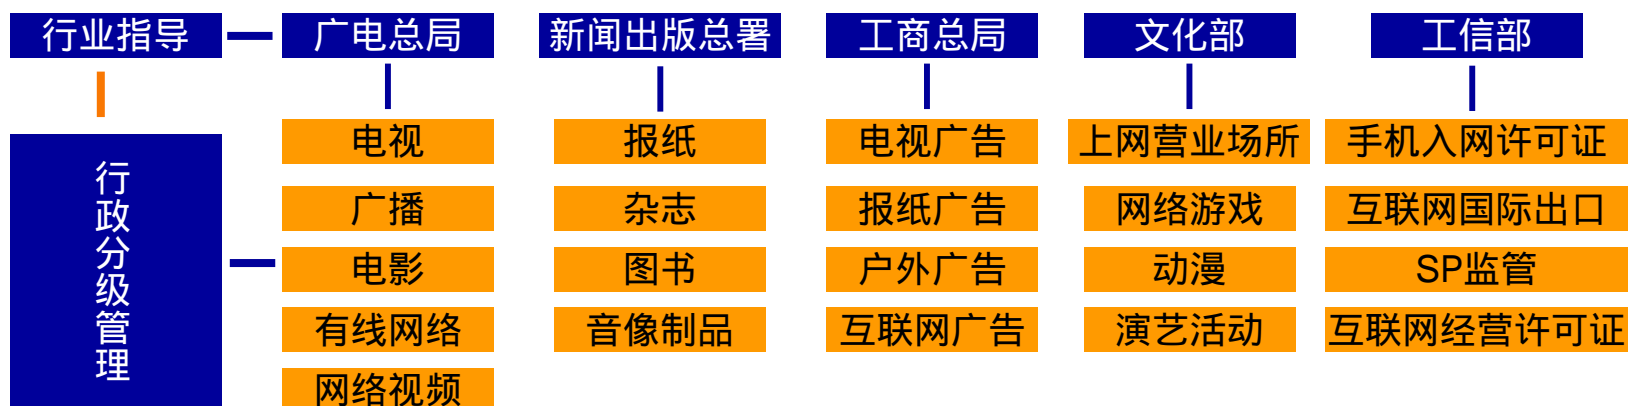 行业指导
广电总局
新闻出版总署
工商总局
文化部
工信部
行政分级管理
电视
报纸
电视广告
上网营业场所
手机入网许可证
广播
杂志
报纸广告
网络游戏
互联网国际出口
电影
图书
户外广告
动漫
SP监管
有线网络
音像制品
互联网广告
演艺活动
互联网经营许可证
网络视频